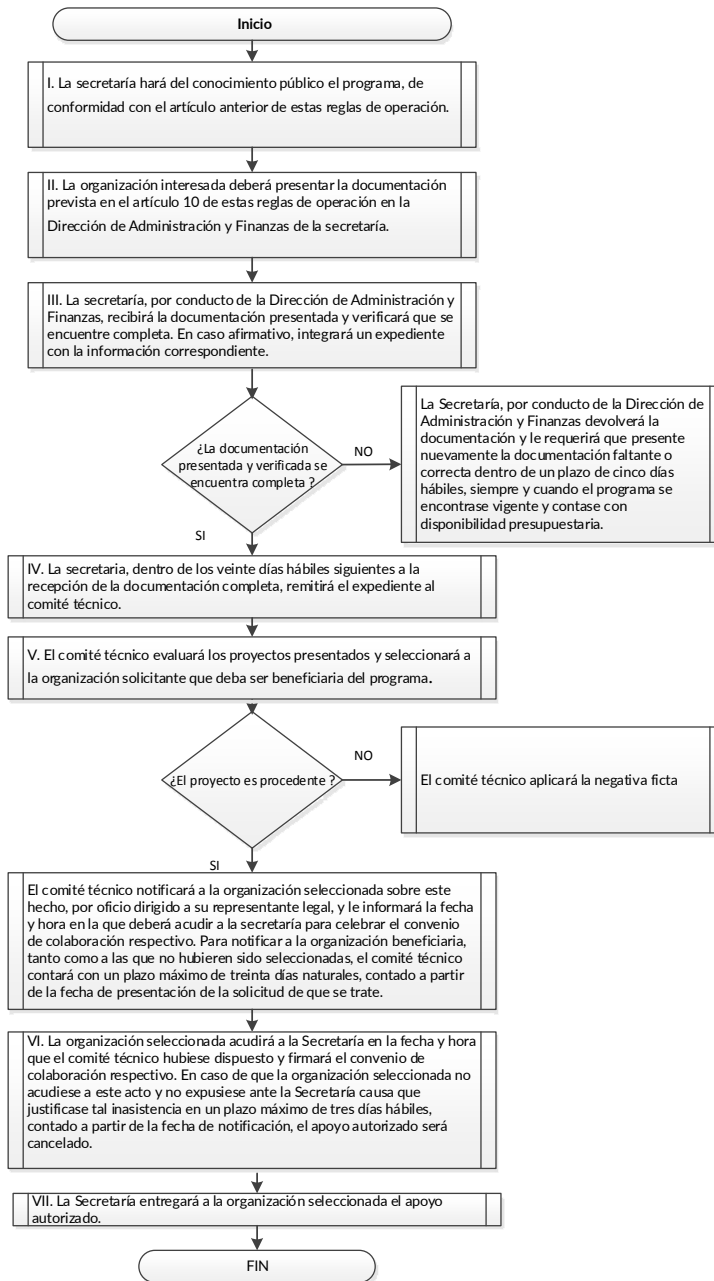 Inicio
I. La secretaría hará del conocimiento público el programa, de
conformidad con el artículo anterior de estas reglas de operación.
II. La organización interesada deberá presentar la documentación
prevista en el artículo 10 de estas reglas de operación en la
Dirección de Administración y Finanzas de la secretaría.
III. La secretaría, por conducto de la Dirección de Administración y
Finanzas, recibirá la documentación presentada y verificará que se
encuentre completa. En caso afirmativo, integrará un expediente
con la información correspondiente.
¿La documentación
presentada y verificada se
encuentra completa ?
NO
La Secretaría, por conducto de la Dirección de
Administración y Finanzas devolverá la
documentación y le requerirá que presente
nuevamente la documentación faltante o
correcta dentro de un plazo de cinco días
hábiles, siempre y cuando el programa se
encontrase vigente y contase con
disponibilidad presupuestaria.
SI
IV. La secretaria, dentro de los veinte días hábiles siguientes a la
recepción de la documentación completa, remitirá el expediente al
comité técnico.
V. El comité técnico evaluará los proyectos presentados y seleccionará a
la organización solicitante que deba ser beneficiaria del programa.
¿El proyecto es procedente ?
NO
El comité técnico aplicará la negativa ficta
SI
El comité técnico notificará a la organización seleccionada sobre este
hecho, por oficio dirigido a su representante legal, y le informará la fecha
y hora en la que deberá acudir a la secretaría para celebrar el convenio
de colaboración respectivo. Para notificar a la organización beneficiaria,
tanto como a las que no hubieren sido seleccionadas, el comité técnico
contará con un plazo máximo de treinta días naturales, contado a partir
de la fecha de presentación de la solicitud de que se trate.
VI. La organización seleccionada acudirá a la Secretaría en la fecha y hora
que el comité técnico hubiese dispuesto y firmará el convenio de
colaboración respectivo. En caso de que la organización seleccionada no
acudiese a este acto y no expusiese ante la Secretaría causa que
justificase tal inasistencia en un plazo máximo de tres días hábiles,
contado a partir de la fecha de notificación, el apoyo autorizado será
cancelado.
VII. La Secretaría entregará a la organización seleccionada el apoyo
autorizado.
FIN